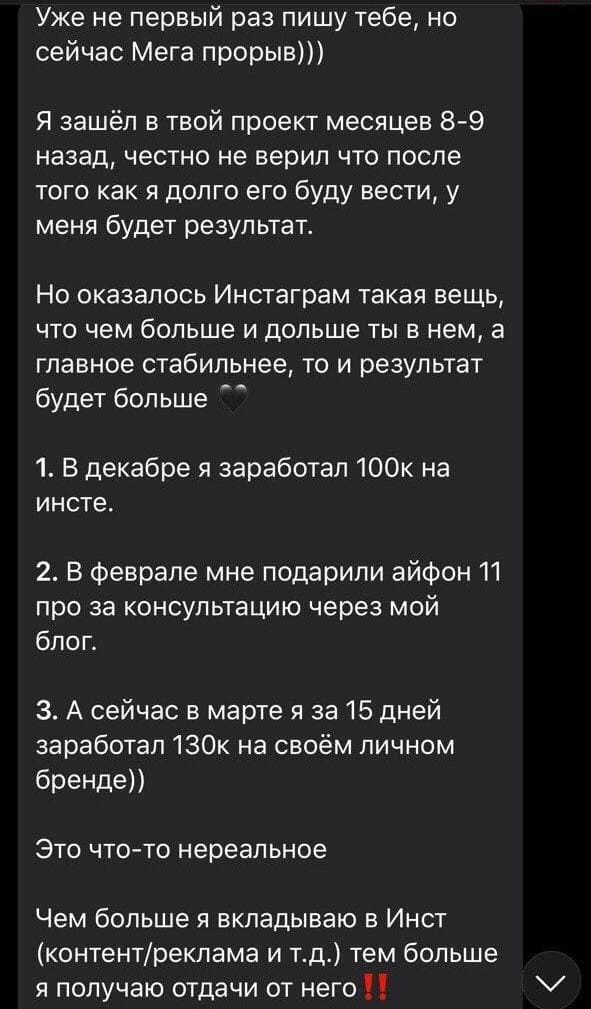 Уже не первый раз пишу тебе, но
сейчас Мега прорыв)))
Я зашёл в твой проект месяцев 8-9
назад, честно не верил что после
того как я долго его буду вести, у
меня будет результат.
Но оказалось Инстаграм такая вещь,
что чем больше и дольше ты в нем, а
главное стабильнее, то и результат
будет больше 🖤
1. В декабре я заработал 100к на
инсте.
2. В феврале мне подарили айфон 11
про за консультацию через мой
блог.
3. А сейчас в марте я за 15 дней
заработал 130к на своём личном
бренде))
Это что-то нереальное
Чем больше я вкладываю в Инст
(контент/реклама и т.д.) тем больше
я получаю отдачи от него‼️